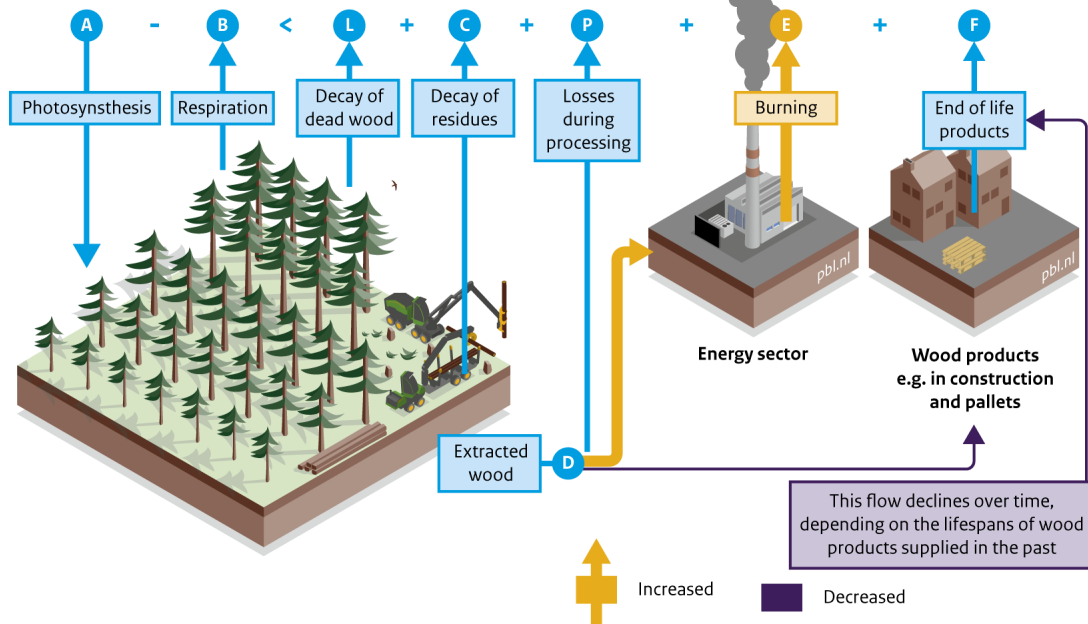 A - B < L + C + P + E + F
Photosynsthesis
Respiration
Decay of
dead wood
Decay of
residues
Losses
during
processing
Burning
End of life
products
pbl.nl
pbl.nl
Energy sector
Wood products
e.g. in construction
and pallets
Extracted
wood
D
This flow declines over time,
depending on the lifespans of wood
products supplied in the past
Increased
Decreased